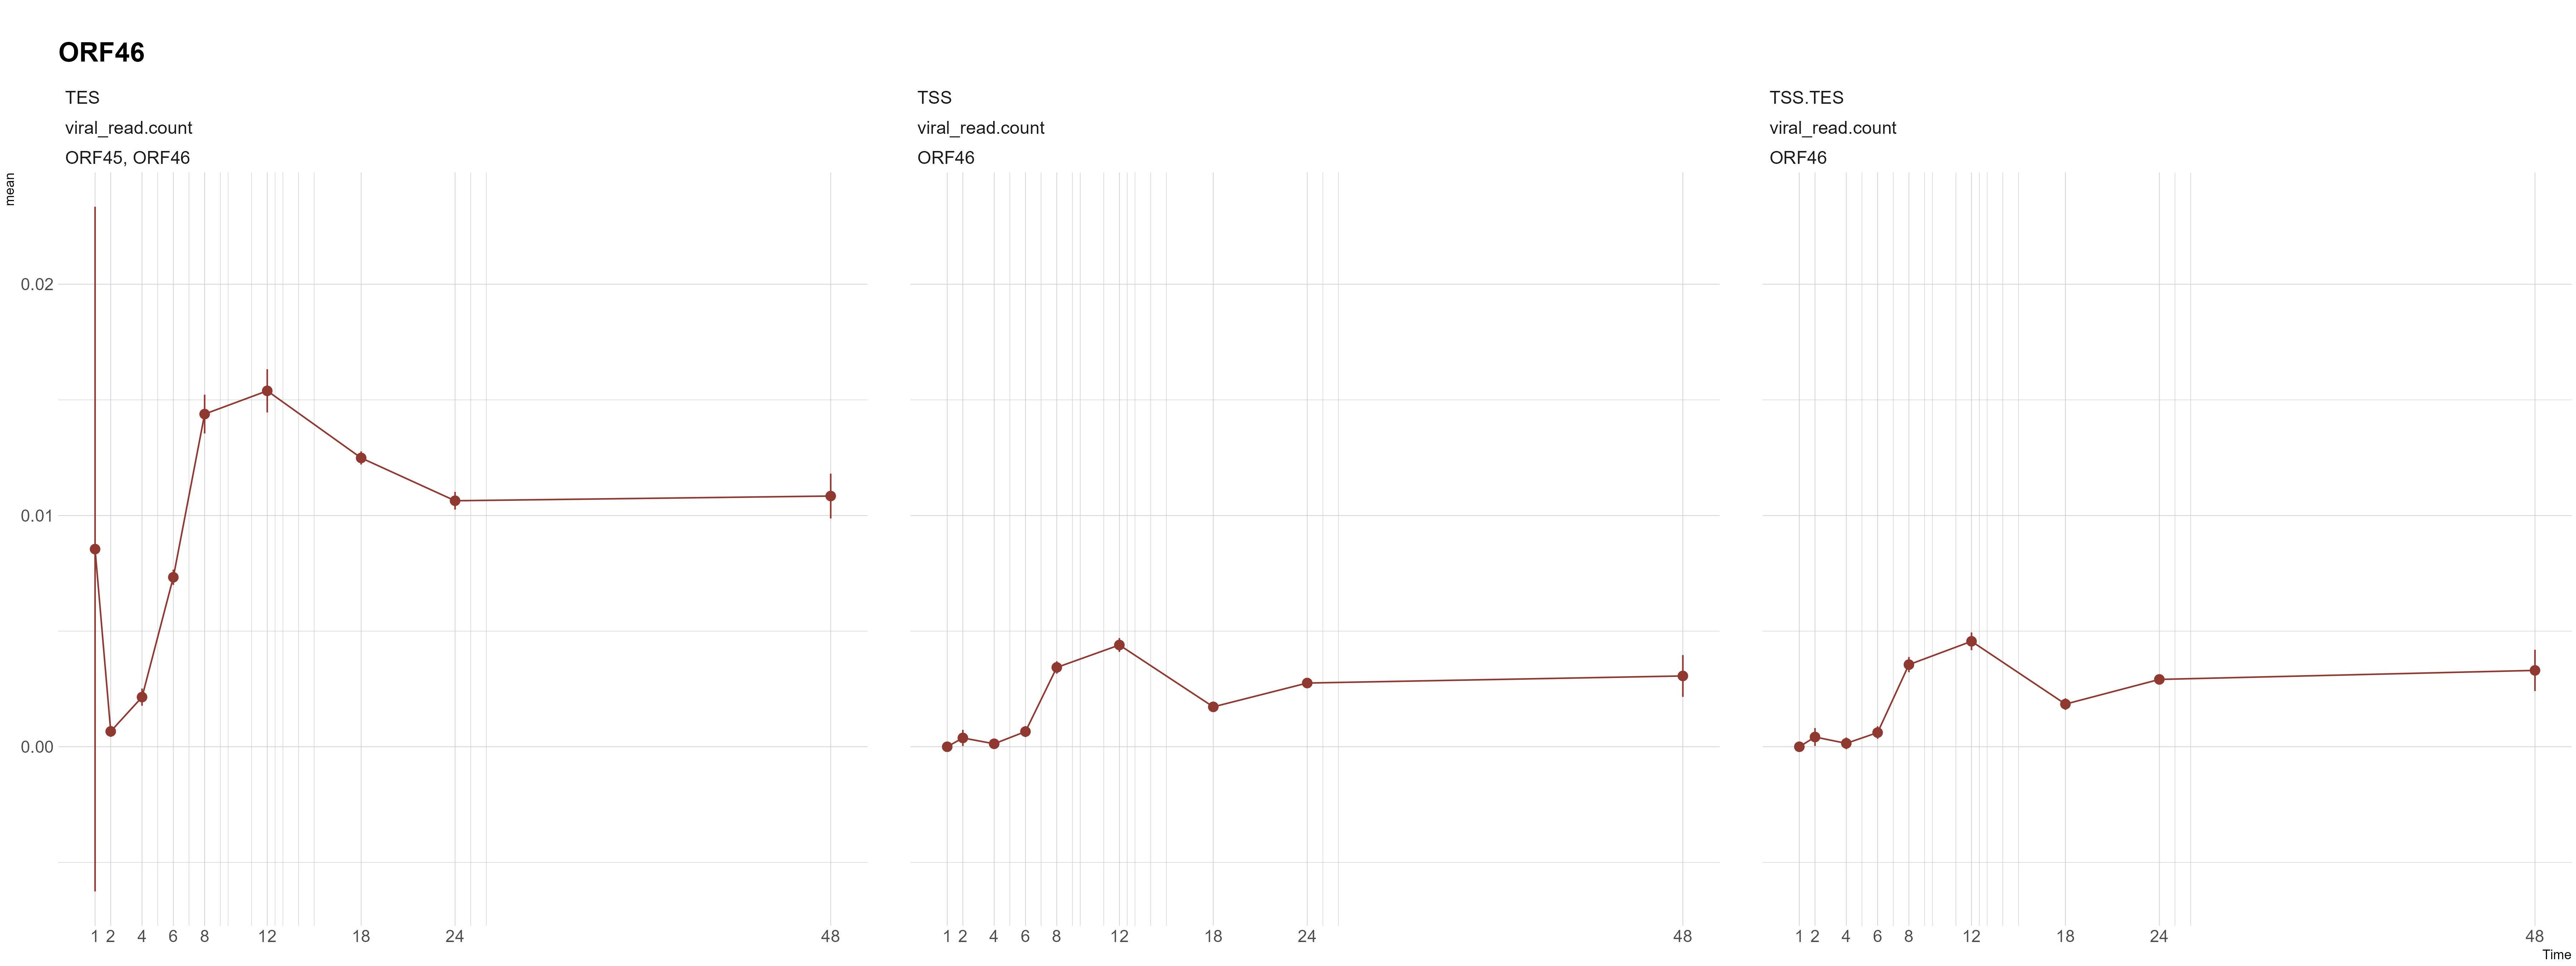 ORF46
TES
viral_read.count
ORF45, ORF46
TSS
viral_read.count
ORF46
TSS.TES
viral_read.count
ORF46
mean
0.02
0.01
0.00
1 2 4 6 8 12 18 24 48
1 2 4 6 8 12 18 24 48
1 2 4 6 8 12 18 24 48
Time